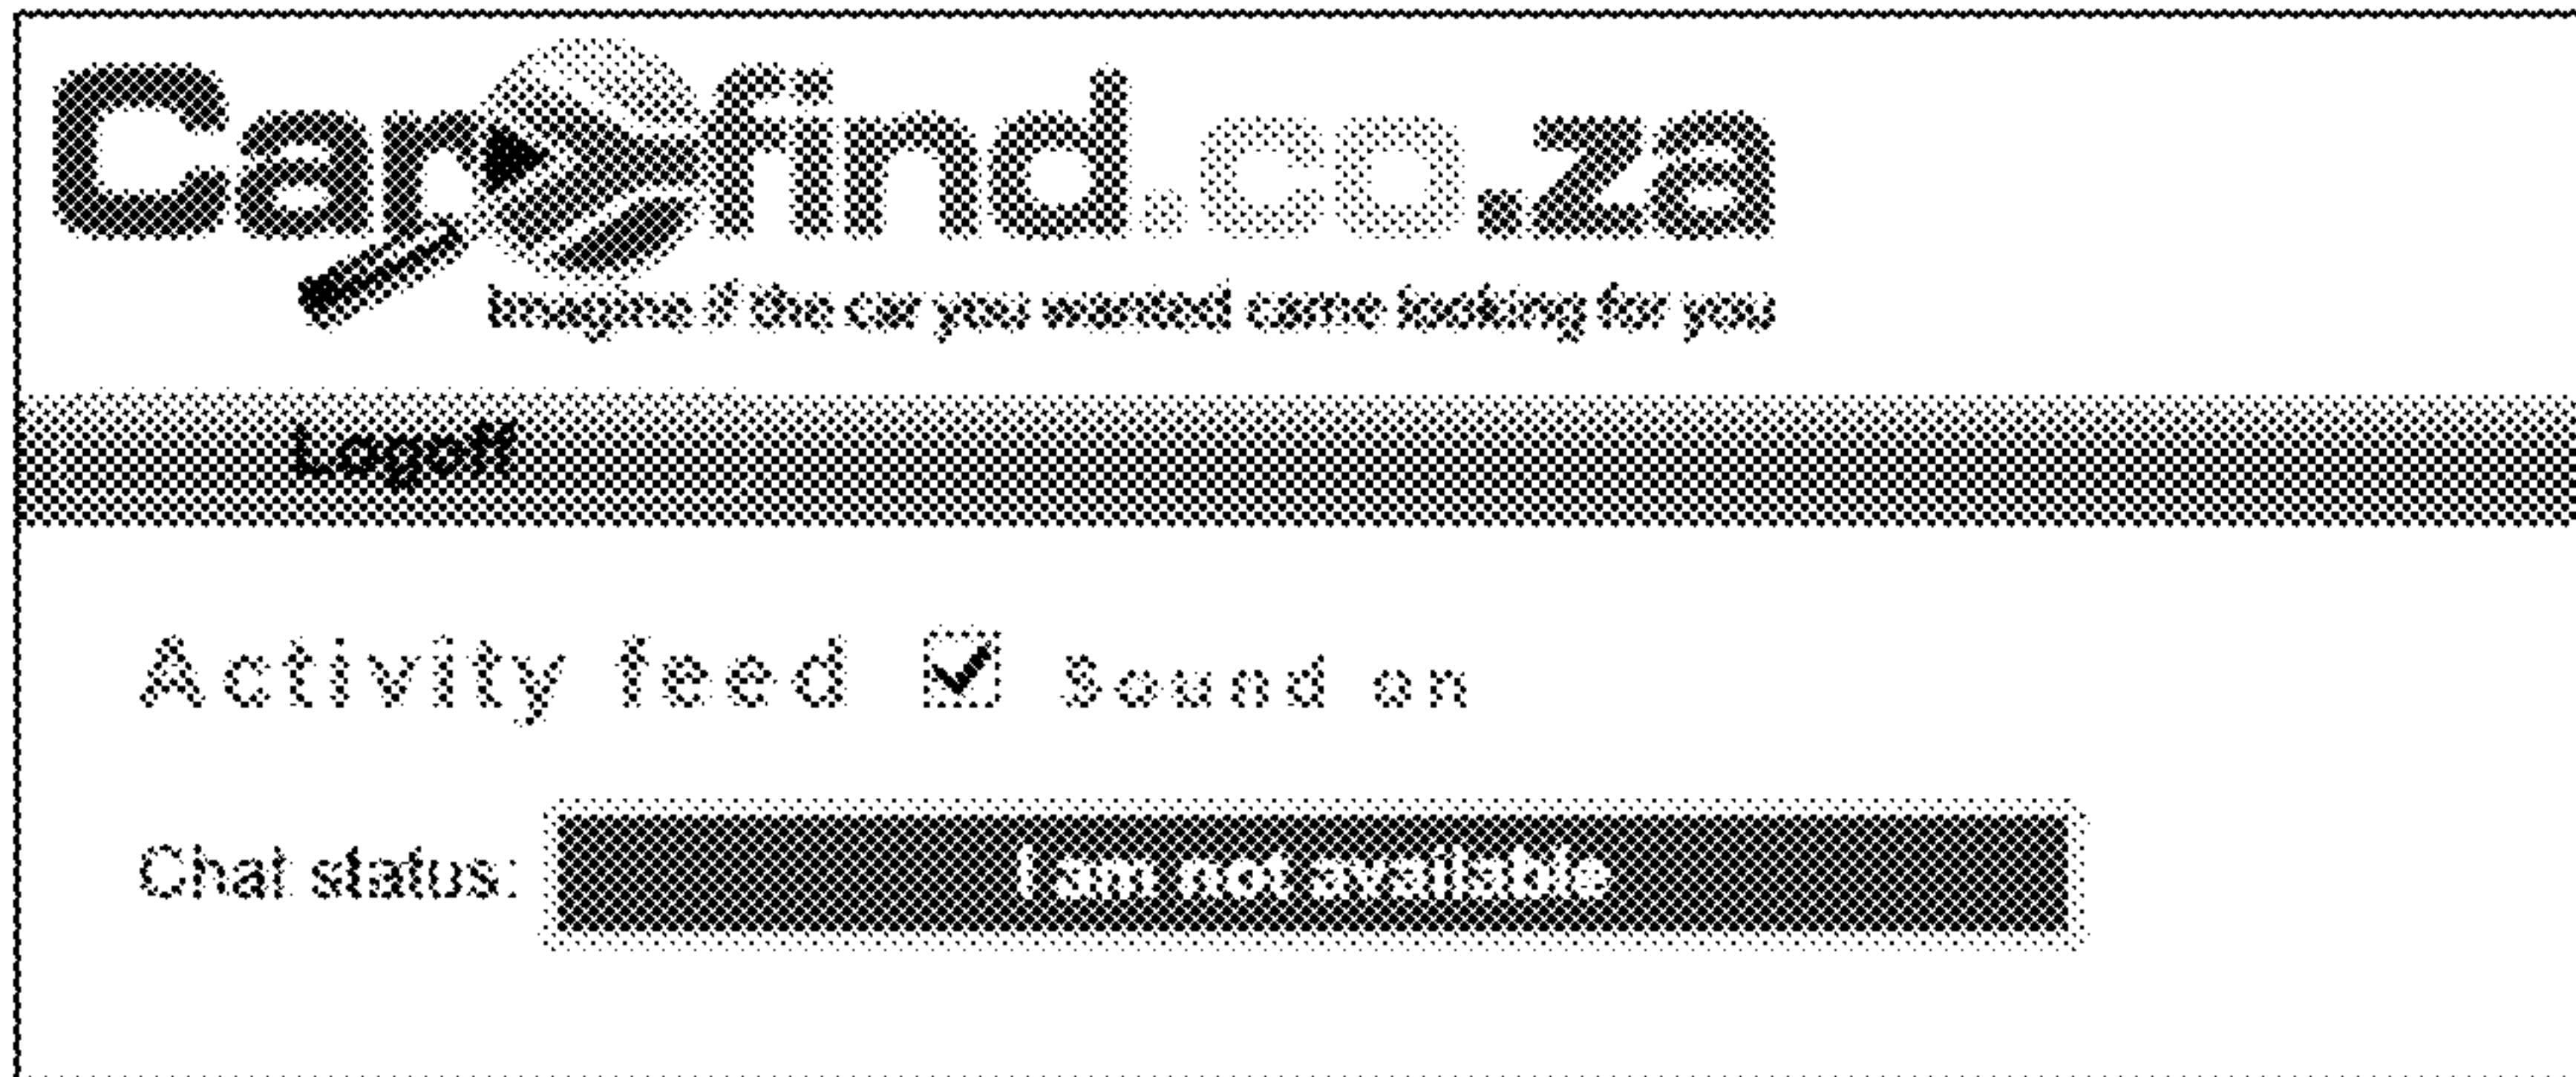 Carfind.co.za
Imagine if the car you wanted came looking for you
Logoff
Activity feed Sound on
Chat status: I am not available